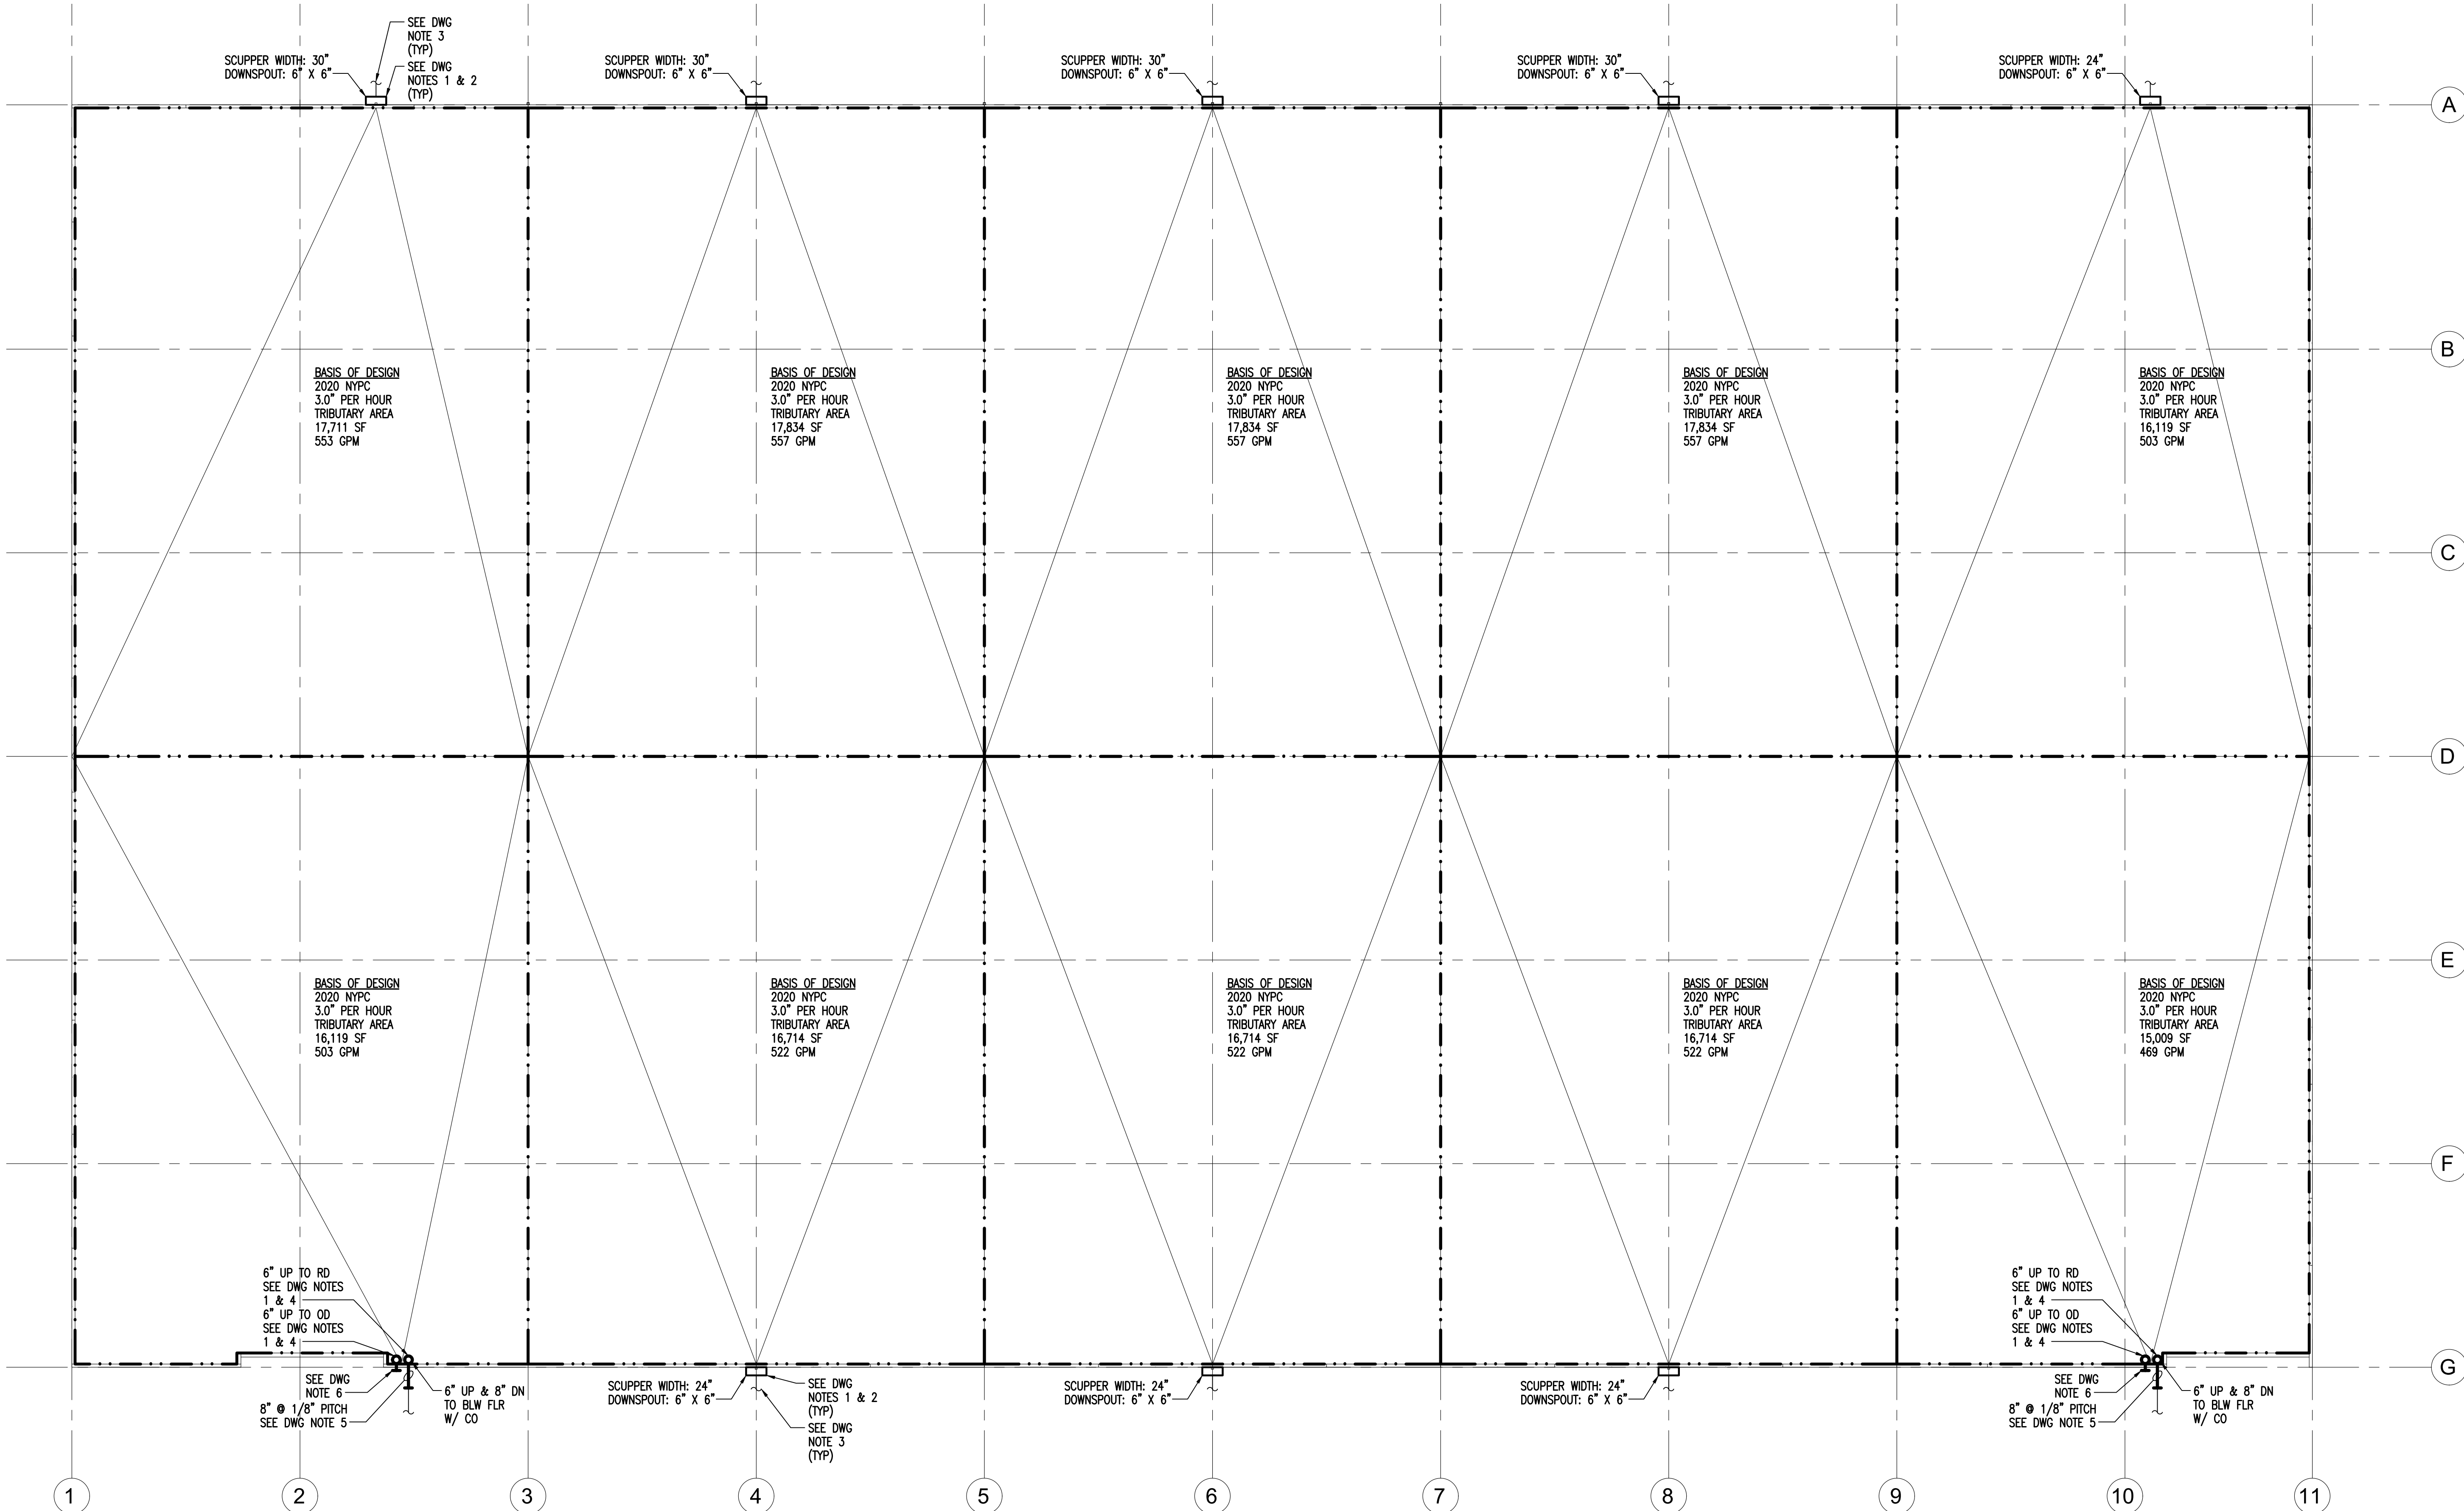 SEE DWG
NOTE 3
(TYP)
SCUPPER WIDTH: 30"
DOWNSPOUT: 6" X 6"
SEE DWG
NOTES 1 & 2
(TYP)
SCUPPER WIDTH: 30"
DOWNSPOUT: 6" X 6"
SCUPPER WIDTH: 30"
DOWNSPOUT: 6" X 6"
SCUPPER WIDTH: 30"
DOWNSPOUT: 6" X 6"
SCUPPER WIDTH: 24"
DOWNSPOUT: 6" X 6"
A
B
BASIS OF DESIGN
2020 NYPC
3.0" PER HOUR
TRIBUTARY AREA
17,711 SF
553 GPM
BASIS OF DESIGN
2020 NYPC
3.0" PER HOUR
TRIBUTARY AREA
17,834 SF
557 GPM
BASIS OF DESIGN
2020 NYPC
3.0" PER HOUR
TRIBUTARY AREA
17,834 SF
557 GPM
BASIS OF DESIGN
2020 NYPC
3.0" PER HOUR
TRIBUTARY AREA
17,834 SF
557 GPM
BASIS OF DESIGN
2020 NYPC
3.0" PER HOUR
TRIBUTARY AREA
16,119 SF
503 GPM
C
D
E
BASIS OF DESIGN
2020 NYPC
3.0" PER HOUR
TRIBUTARY AREA
16,119 SF
503 GPM
BASIS OF DESIGN
2020 NYPC
3.0" PER HOUR
TRIBUTARY AREA
16,714 SF
522 GPM
BASIS OF DESIGN
2020 NYPC
3.0" PER HOUR
TRIBUTARY AREA
16,714 SF
522 GPM
BASIS OF DESIGN
2020 NYPC
3.0" PER HOUR
TRIBUTARY AREA
16,714 SF
522 GPM
BASIS OF DESIGN
2020 NYPC
3.0" PER HOUR
TRIBUTARY AREA
15,009 SF
469 GPM
F
6" UP TO RD
SEE DWG NOTES
1 & 4
6" UP TO OD
SEE DWG NOTES
1 & 4
6" UP TO RD
SEE DWG NOTES
1 & 4
6" UP TO OD
SEE DWG NOTES
1 & 4
G
SEE DWG
NOTE 6
8" @ 1/8" PITCH
SEE DWG NOTE 5
6" UP & 8" DN
TO BLW FLR
W/ CO
SCUPPER WIDTH: 24"
DOWNSPOUT: 6" X 6"
SEE DWG
NOTES 1 & 2
(TYP)
SEE DWG
NOTE 3
(TYP)
SCUPPER WIDTH: 24"
DOWNSPOUT: 6" X 6"
SCUPPER WIDTH: 24"
DOWNSPOUT: 6" X 6"
SEE DWG
NOTE 6
8" @ 1/8" PITCH
SEE DWG NOTE 5
6" UP & 8" DN
TO BLW FLR
W/ CO
1
2
3
4
5
6
7
8
9
10
11